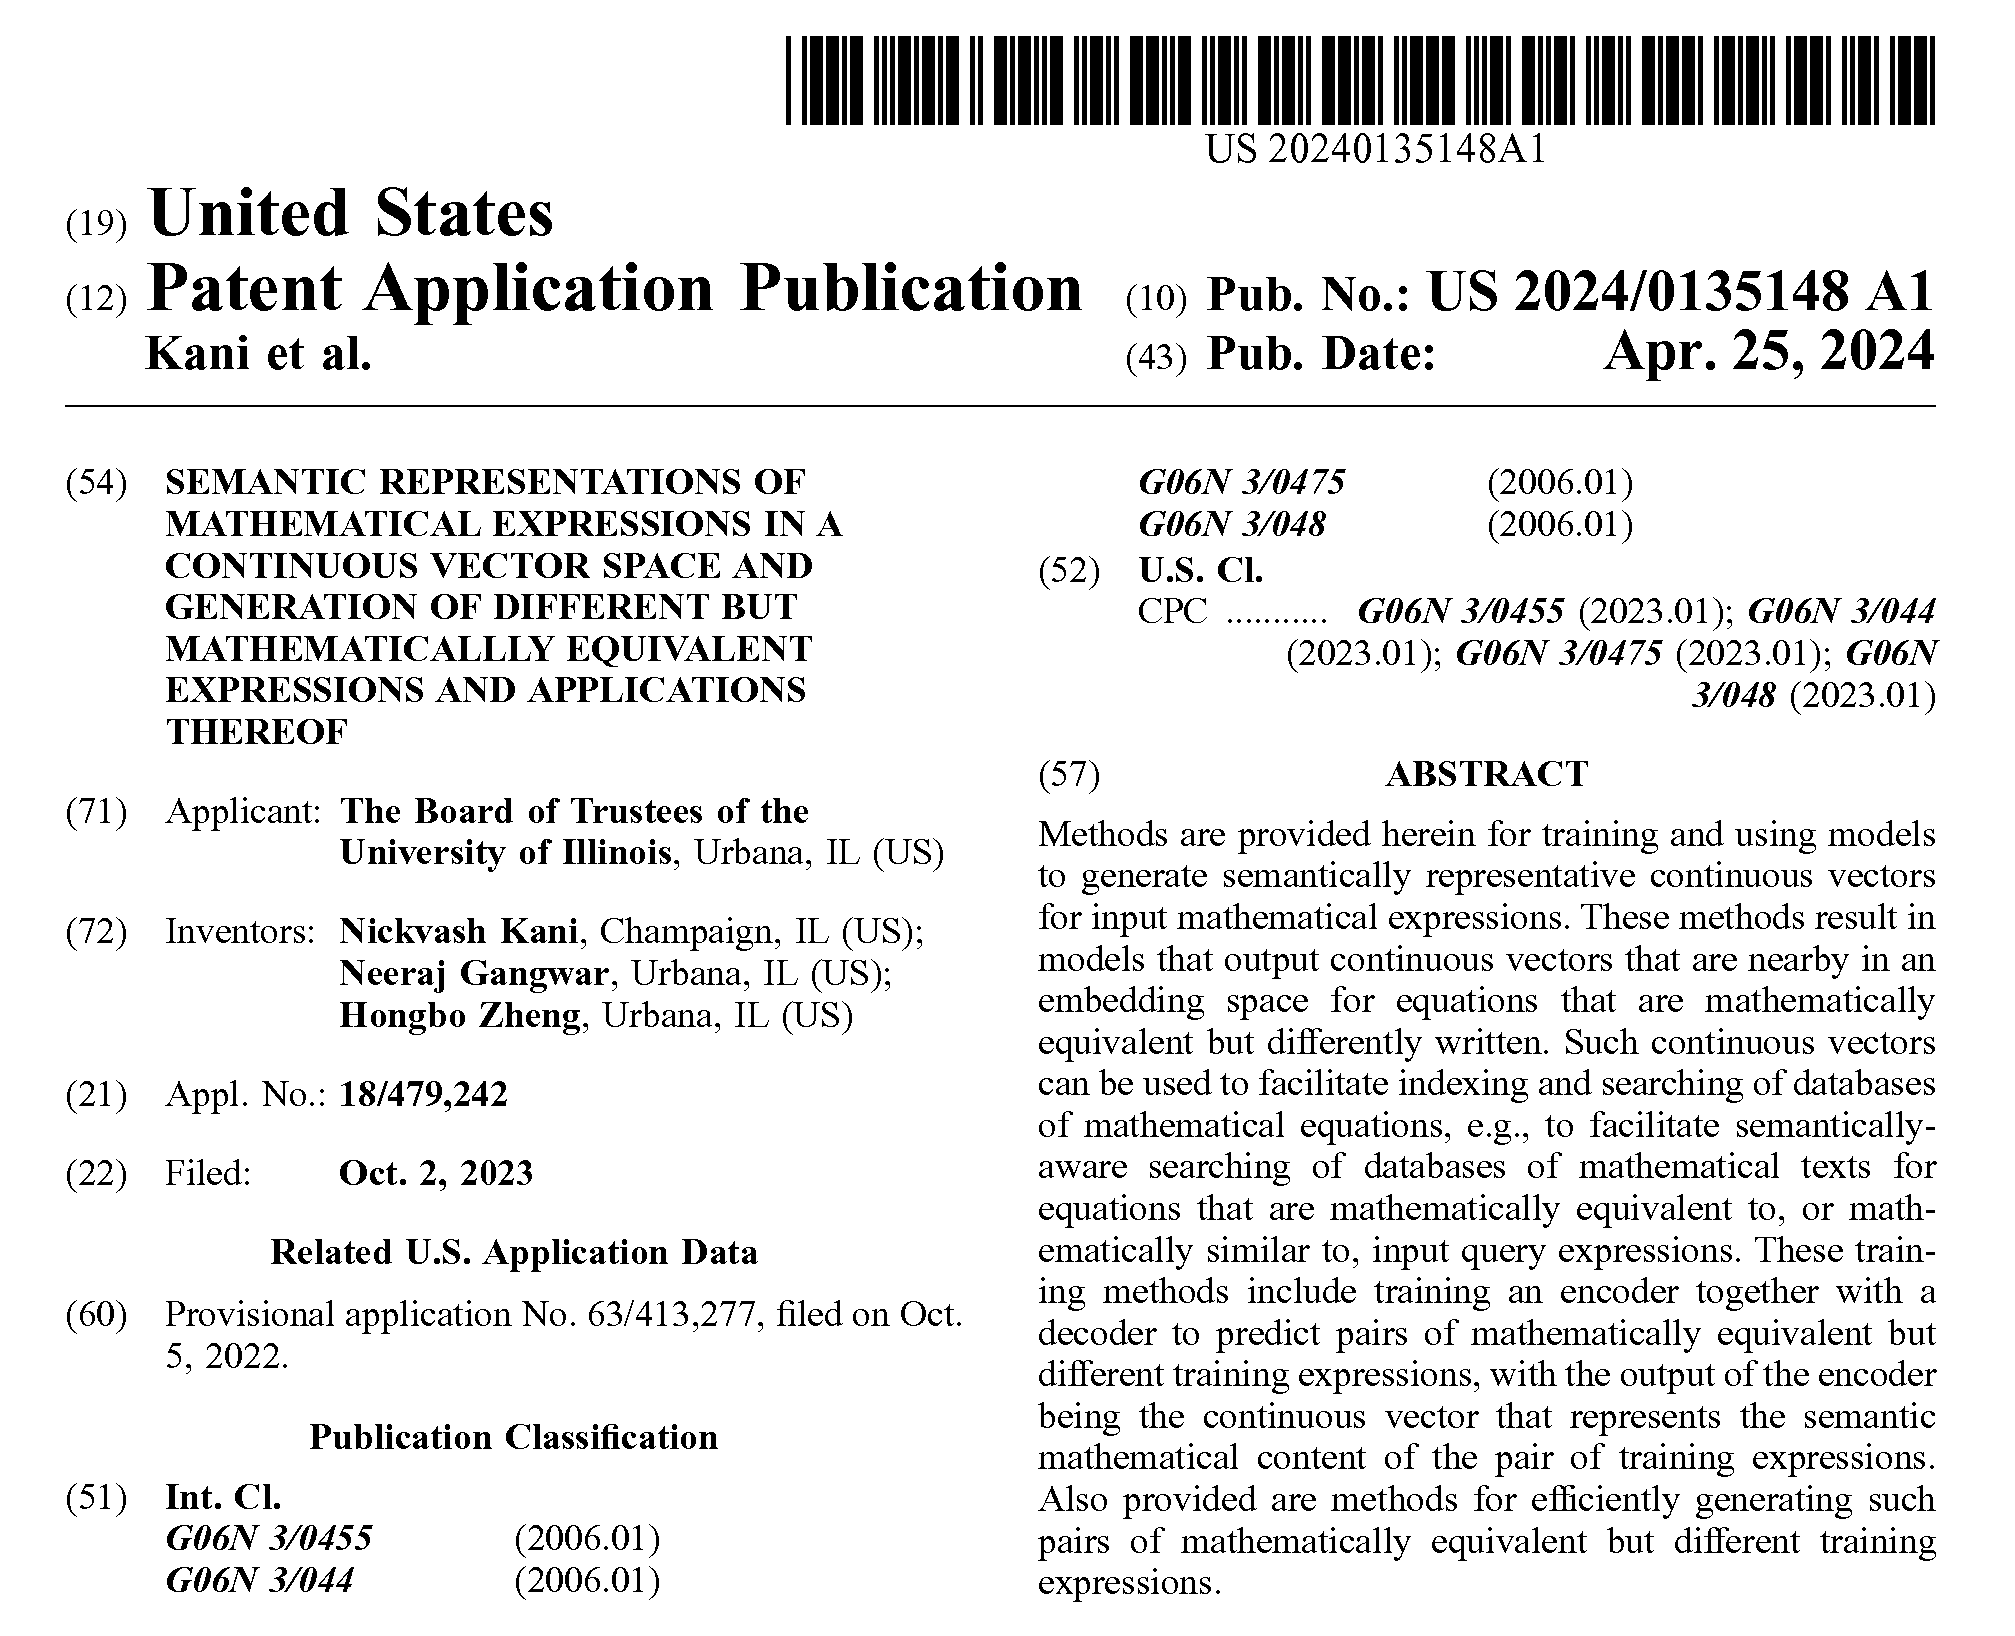 US 20240135148A1
(19) United States
(12) Patent Application Publication
Kani et al.
(10) Pub. No.: US 2024/0135148 A1
(43) Pub. Date: Apr. 25, 2024
(54) SEMANTIC REPRESENTATIONS OF
MATHEMATICAL EXPRESSIONS IN A
CONTINUOUS VECTOR SPACE AND
GENERATION OF DIFFERENT BUT
MATHEMATICALLLY EQUIVALENT
EXPRESSIONS AND APPLICATIONS
THEREOF
(71) Applicant: The Board of Trustees of the
University of Illinois, Urbana, IL (US)
(72) Inventors: Nickvash Kani, Champaign, IL (US);
Neeraj Gangwar, Urbana, IL (US);
Hongbo Zheng, Urbana, IL (US)
(21) Appl. No.: 18/479,242
(22) Filed: Oct. 2, 2023
Related U.S. Application Data
(60) Provisional application No. 63/413,277, filed on Oct.
5, 2022.
Publication Classification
(51) Int. Cl.
G06N 3/0455 (2006.01)
G06N 3/044 (2006.01)
G06N 3/0475 (2006.01)
G06N 3/048 (2006.01)
(52) U.S. Cl.
CPC ........... G06N 3/0455 (2023.01); G06N 3/044
(2023.01); G06N 3/0475 (2023.01); G06N
3/048 (2023.01)
(57) ABSTRACT
Methods are provided herein for training and using models
to generate semantically representative continuous vectors
for input mathematical expressions. These methods result in
models that output continuous vectors that are nearby in an
embedding space for equations that are mathematically
equivalent but differently written. Such continuous vectors
can be used to facilitate indexing and searching of databases
of mathematical equations, e.g., to facilitate semantically-
aware searching of databases of mathematical texts for
equations that are mathematically equivalent to, or math-
ematically similar to, input query expressions. These train-
ing methods include training an encoder together with a
decoder to predict pairs of mathematically equivalent but
different training expressions, with the output of the encoder
being the continuous vector that represents the semantic
mathematical content of the pair of training expressions.
Also provided are methods for efficiently generating such
pairs of mathematically equivalent but different training
expressions.